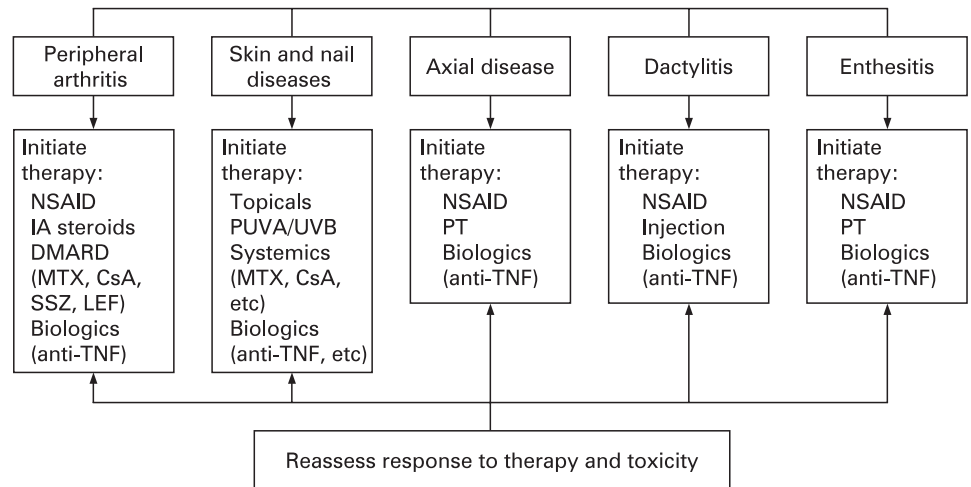 Peripheral
arthritis
Skin and nail
diseases
Axial disease
Dactylitis
Enthesitis
Initiate
therapy:
NSAID
IA steroids
DMARD
(MTX, CsA,
SSZ, LEF)
Biologics
(anti-TNF)
Initiate
therapy:
Topicals
PUVA/UVB
Systemics
(MTX, CsA,
etc)
Biologics
(anti-TNF, etc)
Initiate
therapy:
NSAID
PT
Biologics
(anti-TNF)
Initiate
therapy:
NSAID
Injection
Biologics
(anti-TNF)
Initiate
therapy:
NSAID
PT
Biologics
(anti-TNF)
Reassess response to therapy and toxicity